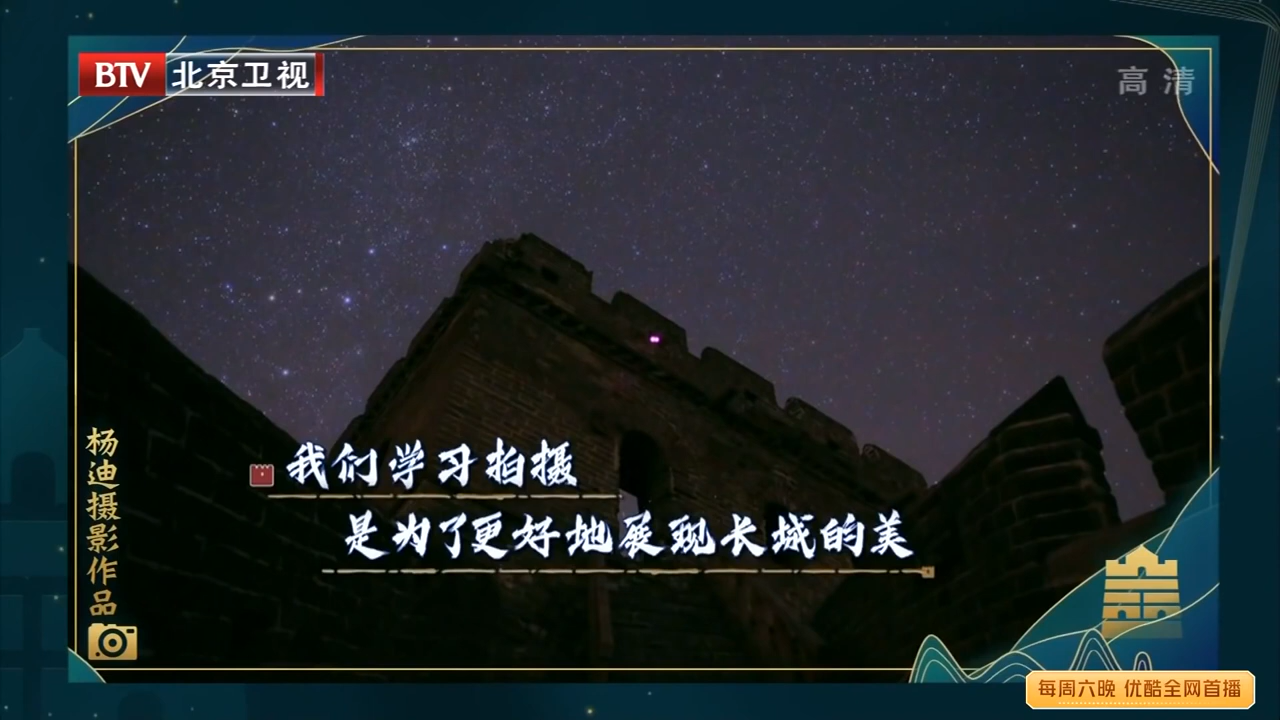 BTV 北京卫视
高清
我们学习拍摄
是为了更好地展现长城的美
杨迪摄影作品
每周六晚 优酷全网首播